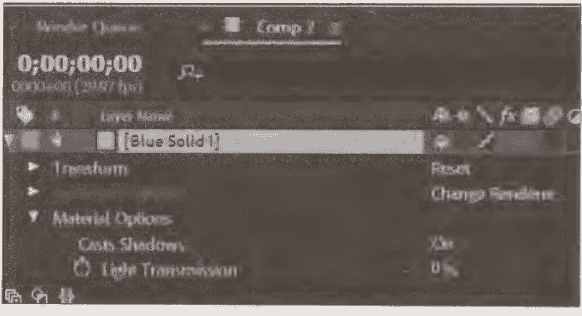 Render Queue Comp 2
0;00;00;00
00000 (29.97 fps)
Layer Name fx
[Blue Solid 1]
Transform Reset
Change Renderer...
Material Options
Casts Shadows On
Light Transmission 0%